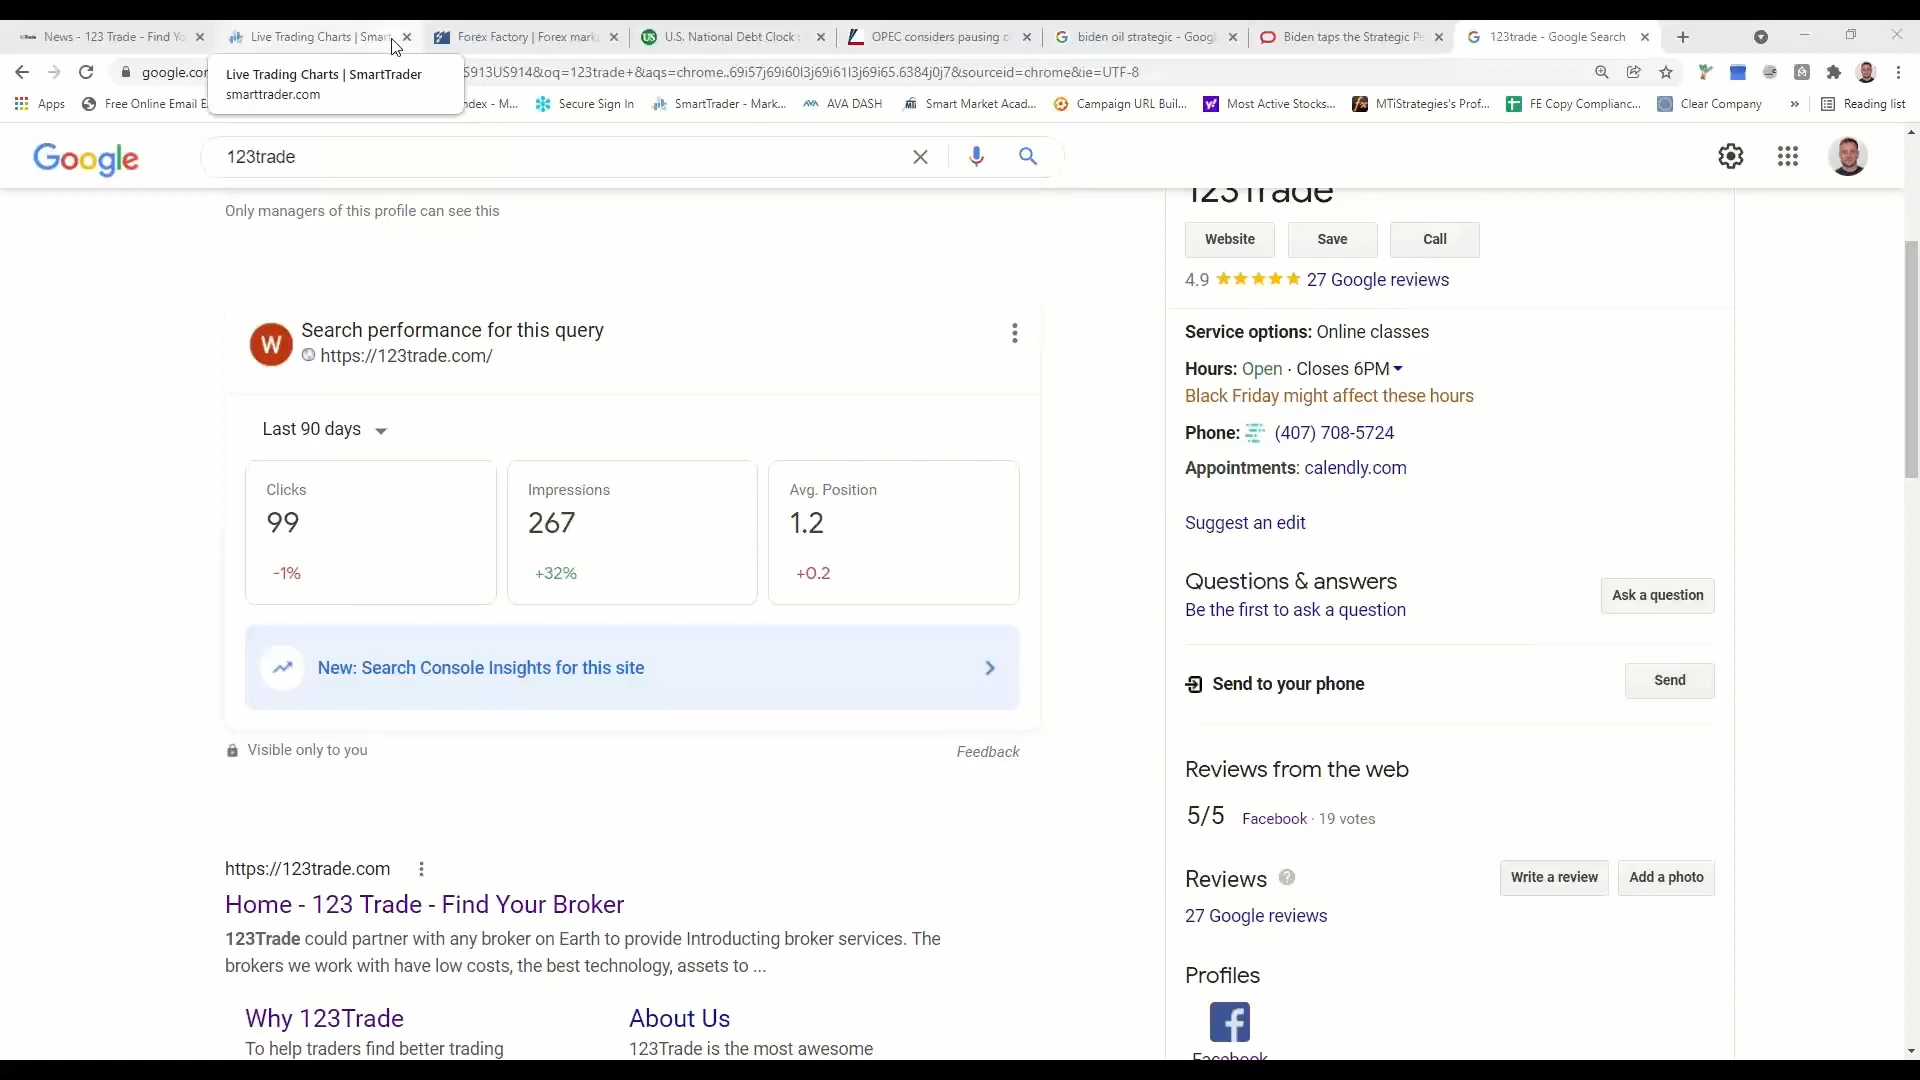 News - 123 Trade - Find Yo
Live Trading Charts | Smart
Forex Factory | Forex mark
U.S. National Debt Clock :
OPEC considers pausing o
biden oil strategic - Googl
Biden taps the Strategic Pe
123trade - Google Search
google.com
S913US914&oq=123trade+&aqs=chrome..69i57j69i60l3j69i61l3j69i65.6384j0j7&sourceid=chrome&ie=UTF-8
Live Trading Charts | SmartTrader
smarttrader.com
Apps
Free Online Email E
ndex - M...
Secure Sign In
SmartTrader - Mark...
AVA DASH
Smart Market Acad...
Campaign URL Buil...
Most Active Stocks...
MTiStrategies's Prof...
FE Copy Complianc...
Clear Company
»
Reading list
Google
123trade
Only managers of this profile can see this
W
Search performance for this query
https://123trade.com/
Last 90 days
Clicks
99
-1%
Impressions
267
+32%
Avg. Position
1.2
+0.2
New: Search Console Insights for this site
Visible only to you
Feedback
https://123trade.com
Home - 123 Trade - Find Your Broker
123Trade could partner with any broker on Earth to provide Introducting broker services. The
brokers we work with have low costs, the best technology, assets to ...
Why 123Trade
To help traders find better trading
About Us
123Trade is the most awesome
123Trade
Website
Save
Call
4.9
27 Google reviews
Service options: Online classes
Hours: Open · Closes 6PM
Black Friday might affect these hours
Phone: (407) 708-5724
Appointments: calendly.com
Suggest an edit
Questions & answers
Be the first to ask a question
Ask a question
Send to your phone
Send
Reviews from the web
5/5 Facebook · 19 votes
Reviews
Write a review
Add a photo
27 Google reviews
Profiles
Facebook